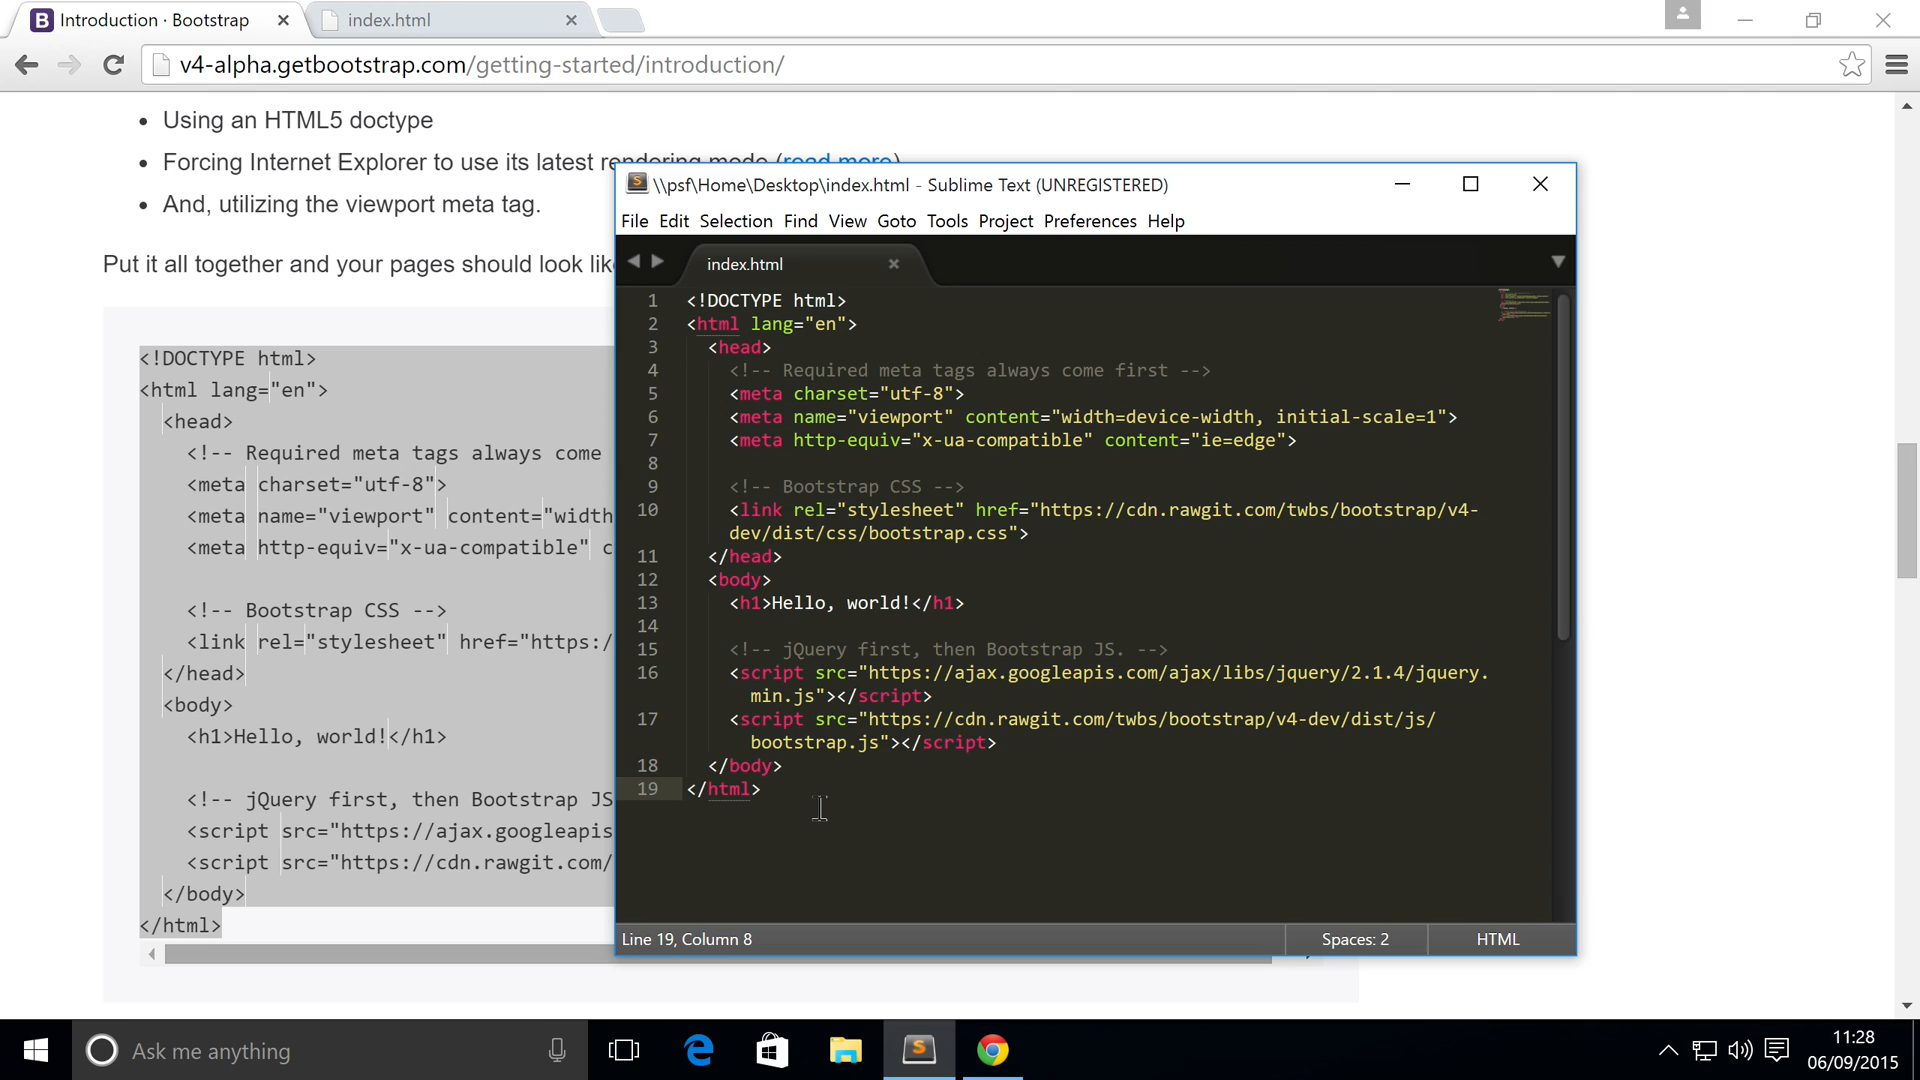 Introduction · Bootstrap
index.html
v4-alpha.getbootstrap.com/getting-started/introduction/
Using an HTML5 doctype
Forcing Internet Explorer to use its latest rendering mode (read more)
And, utilizing the viewport meta tag.
Put it all together and your pages should look
<!DOCTYPE html>
<html lang="en">
<head>
<!-- Required meta tags always come
<meta charset="utf-8">
<meta name="viewport" content="width
<meta http-equiv="x-ua-compatible" c
<!-- Bootstrap CSS -->
<link rel="stylesheet" href="https:/
</head>
<body>
<h1>Hello, world!</h1>
<!-- jQuery first, then Bootstrap JS
<script src="https://ajax.googleapis
<script src="https://cdn.rawgit.com/
</body>
</html>
\\psf\Home\Desktop\index.html - Sublime Text (UNREGISTERED)
File Edit Selection Find View Goto Tools Project Preferences Help
index.html
1 <!DOCTYPE html>
2 <html lang="en">
3 <head>
4 <!-- Required meta tags always come first -->
5 <meta charset="utf-8">
6 <meta name="viewport" content="width=device-width, initial-scale=1">
7 <meta http-equiv="x-ua-compatible" content="ie=edge">
8
9 <!-- Bootstrap CSS -->
10 <link rel="stylesheet" href="https://cdn.rawgit.com/twbs/bootstrap/v4-
dev/dist/css/bootstrap.css">
11 </head>
12 <body>
13 <h1>Hello, world!</h1>
14
15 <!-- jQuery first, then Bootstrap JS. -->
16 <script src="https://ajax.googleapis.com/ajax/libs/jquery/2.1.4/jquery.
min.js"></script>
17 <script src="https://cdn.rawgit.com/twbs/bootstrap/v4-dev/dist/js/
bootstrap.js"></script>
18 </body>
19 </html>
Line 19, Column 8
Spaces: 2
HTML
Ask me anything
11:28
06/09/2015